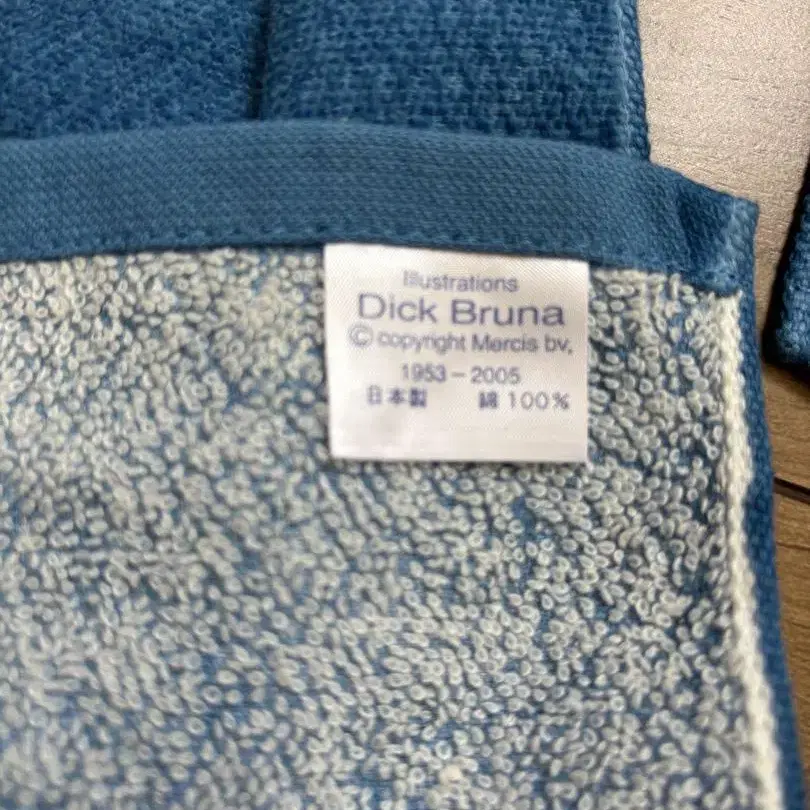 Illustrations
Dick Bruna
© copyright Mercis bv.
1953-2005
日本製 綿 100%